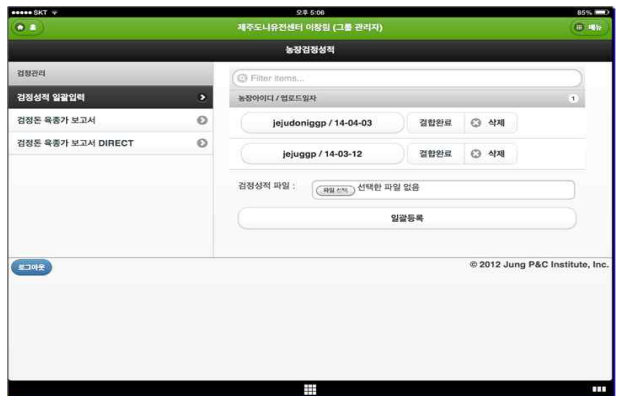 SKT 오후 5:06 85%
제주도니유전센터 이창림 (그룹 관리자) 메뉴
농장검정성적
검정관리
Filter items...
검정성적 일괄입력
농장아이디 / 업로드일자 1
검정돈 육종가 보고서
jejudoniggp / 14-04-03 결합완료 삭제
검정돈 육종가 보고서 DIRECT
jejuggp / 14-03-12 결합완료 삭제
검정성적 파일 : 파일 선택 선택한 파일 없음
일괄등록
로그아웃
© 2012 Jung P&C Institute, Inc.